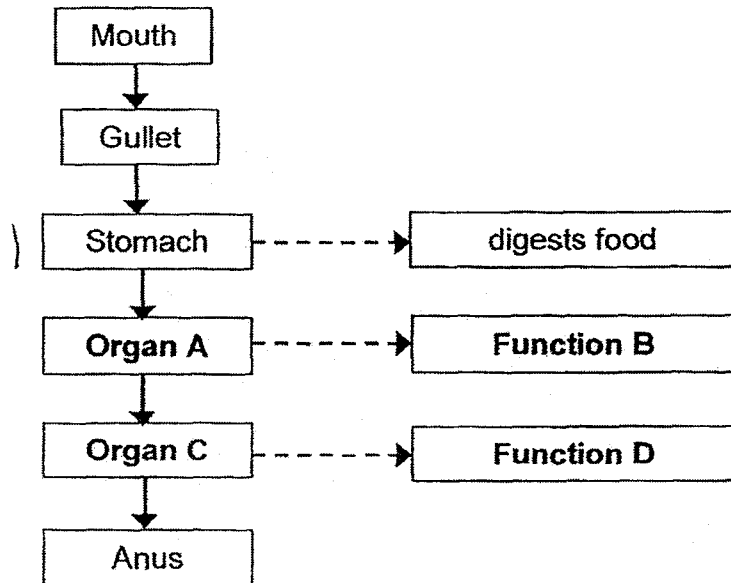 Mouth
Gullet
Stomach
digests food
Organ A
Function B
Organ C
Function D
Anus